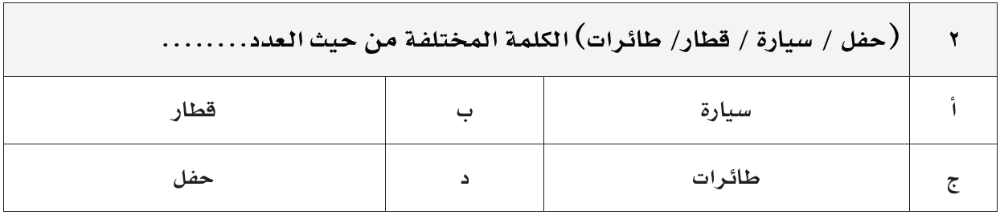 ٢ (حفل / سيارة / قطار/ طائرات) الكلمة المختلفة من حيث العدد........
أ سيارة ب قطار
ج طائرات د حفل